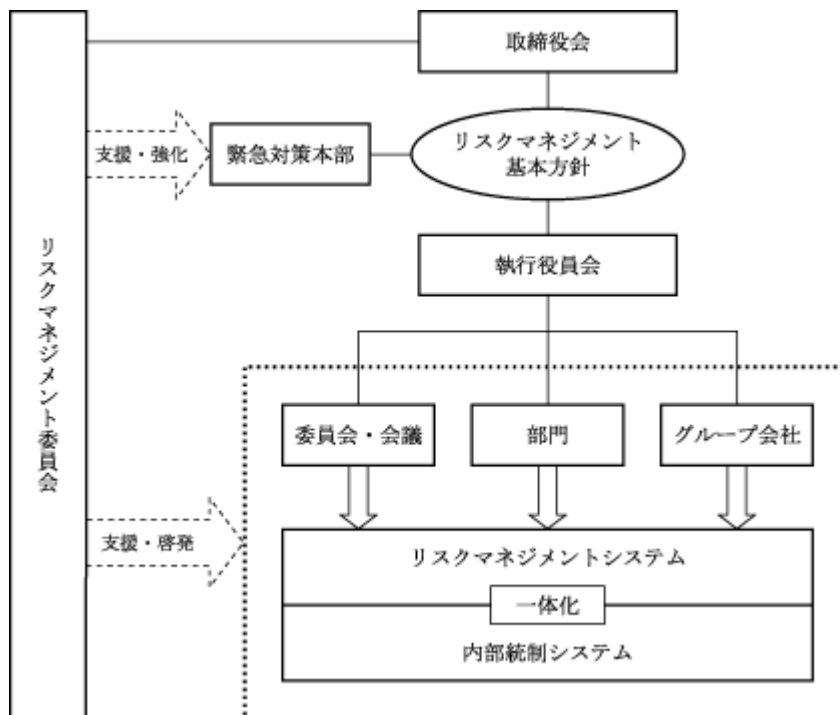 取締役会
支援・強化
緊急対策本部
リスクマネジメント
基本方針
執行役員会
リスクマネジメント委員会
委員会・会議
部門
グループ会社
支援・啓発
リスクマネジメントシステム
一体化
内部統制システム